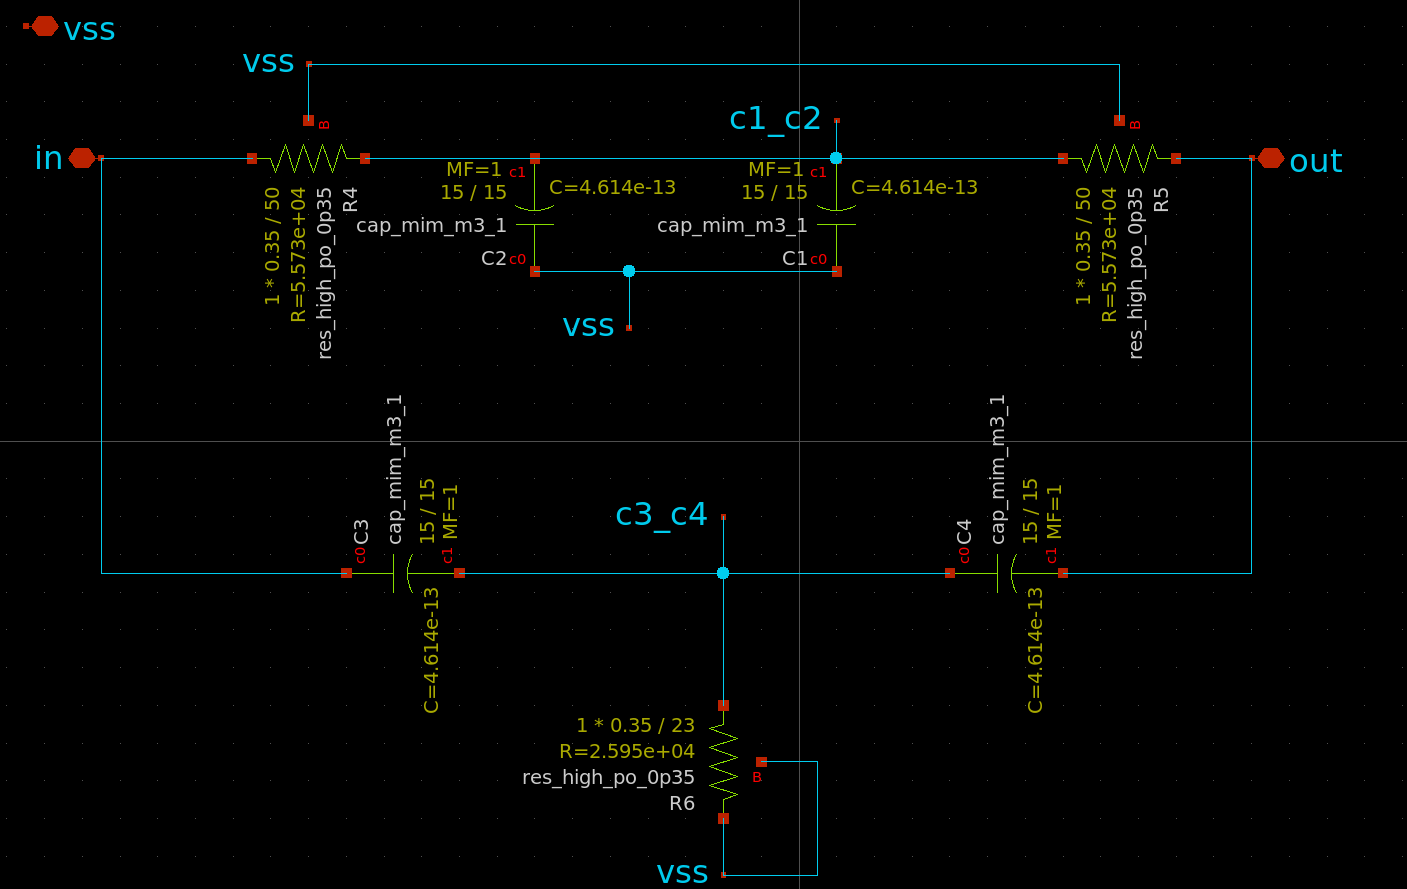 vss
vss
B
B
c1_c2
in
out
MF=1
c1
15 / 15
C=4.614e-13
cap_mim_m3_1
C2
c0
MF=1
c1
15 / 15
C=4.614e-13
cap_mim_m3_1
C1
c0
1 * 0.35 / 50
R=5.573e+04
res_high_po_0p35
R4
1 * 0.35 / 50
R=5.573e+04
res_high_po_0p35
R5
vss
c0
C3
cap_mim_m3_1
15 / 15
MF=1
c1
C=4.614e-13
c3_c4
c0
C4
cap_mim_m3_1
15 / 15
MF=1
c1
C=4.614e-13
1 * 0.35 / 23
R=2.595e+04
res_high_po_0p35
R6
B
vss